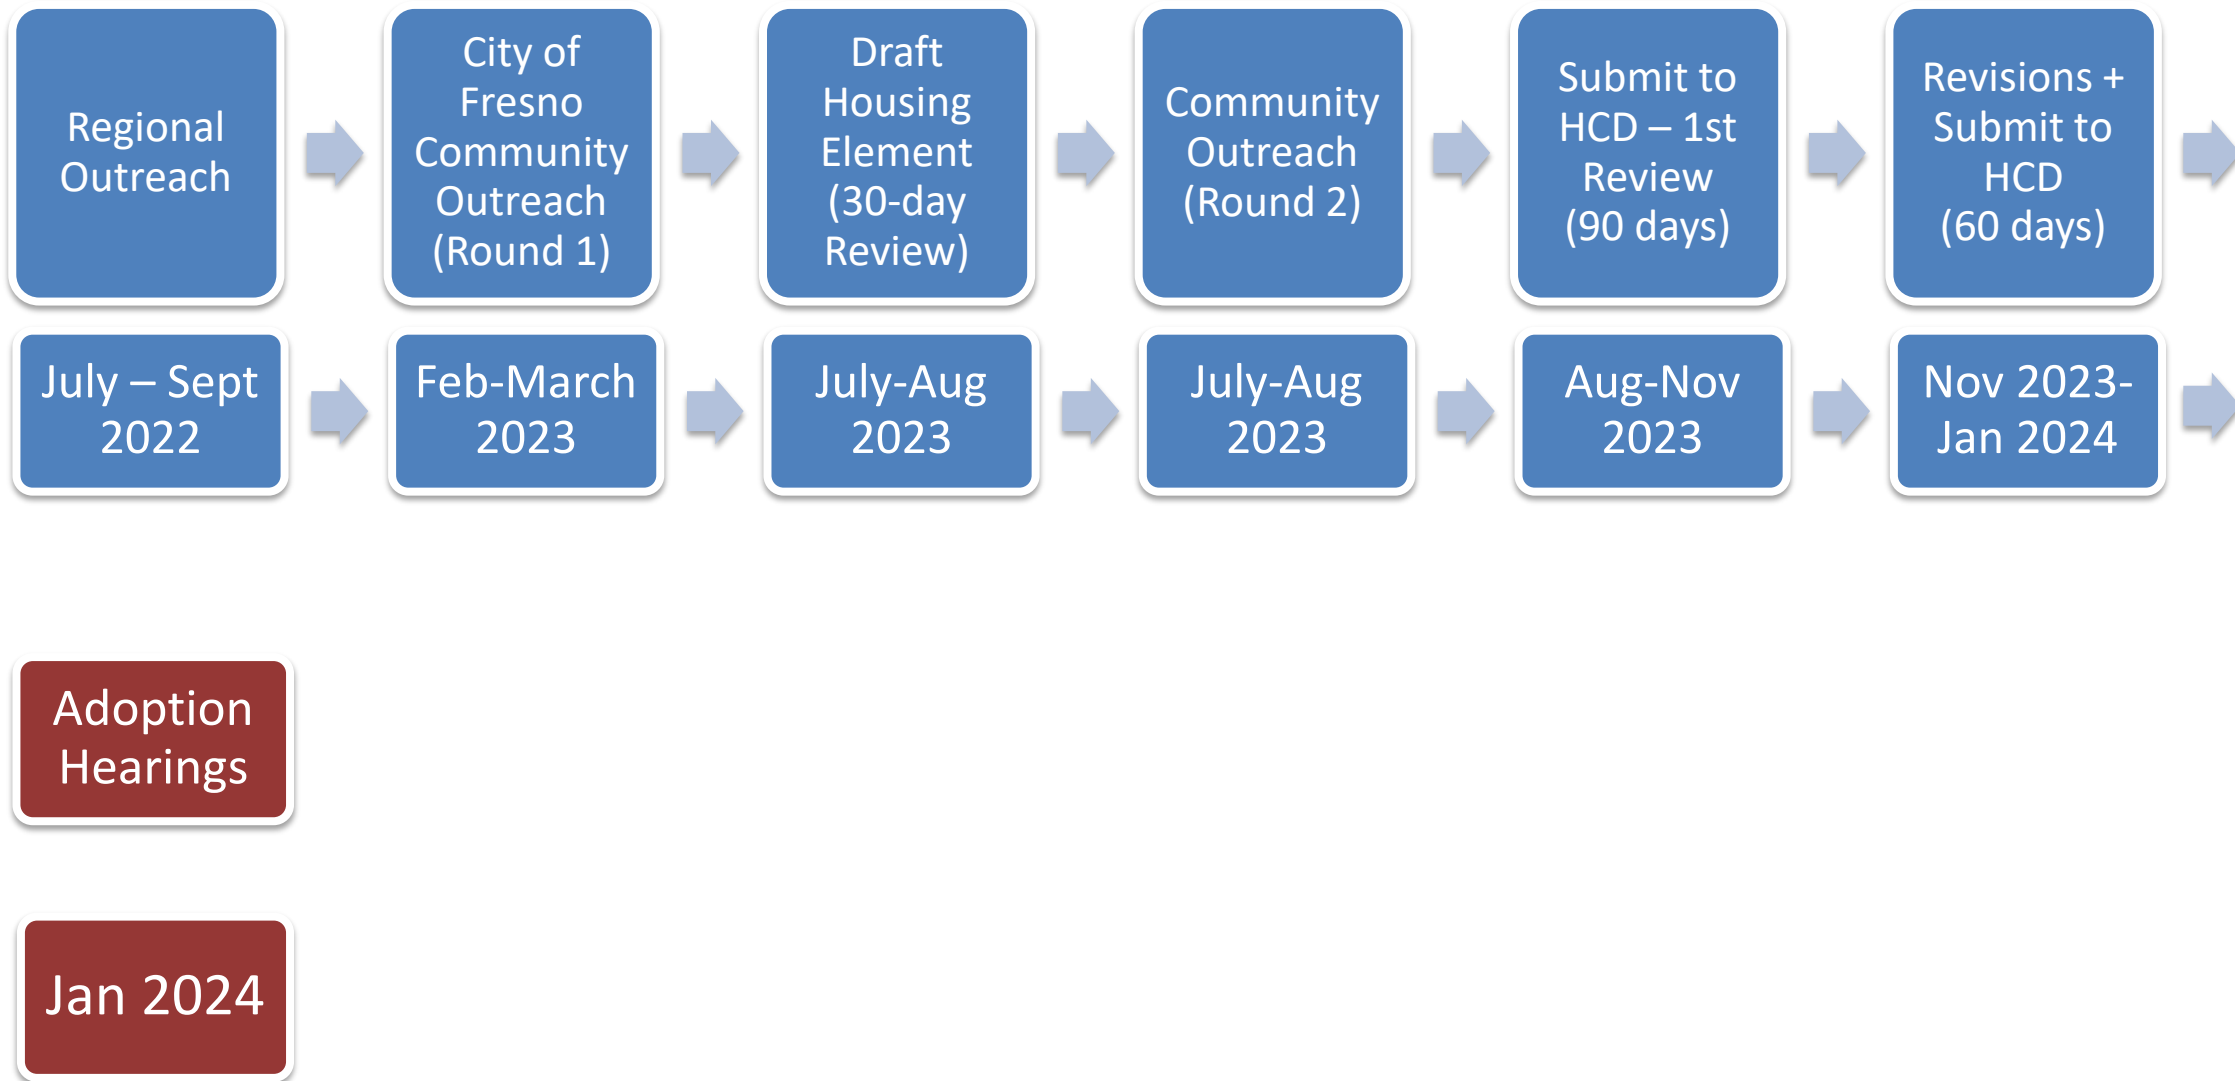 Regional
Outreach
City of
Fresno
Community
Outreach
(Round 1)
Draft
Housing
Element
(30-day
Review)
Community
Outreach
(Round 2)
Submit to
HCD – 1st
Review
(90 days)
Revisions +
Submit to
HCD
(60 days)
July – Sept
2022
Feb-March
2023
July-Aug
2023
July-Aug
2023
Aug-Nov
2023
Nov 2023-
Jan 2024
Adoption
Hearings
Jan 2024